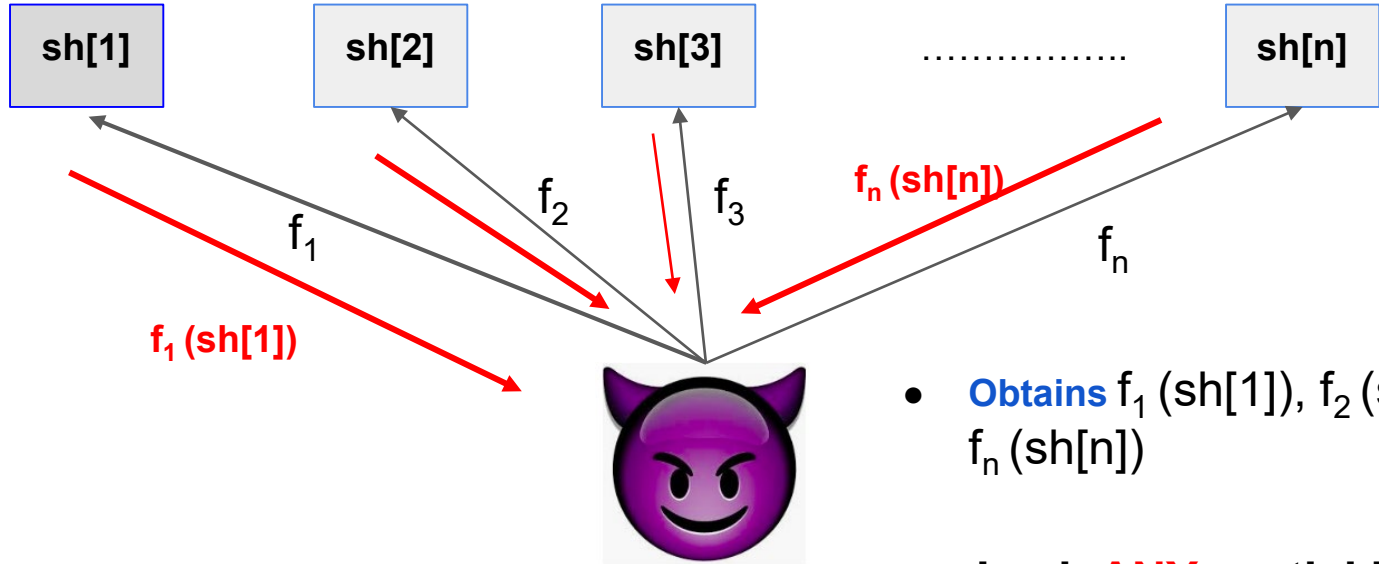 sh[1] sh[2] sh[3] ................. sh[n]
f₁ f₂ f₃ fₙ (sh[n]) fₙ
f₁ (sh[1])
● Obtains f₁ (sh[1]), f₂ (s
fₙ (sh[n])
ANY